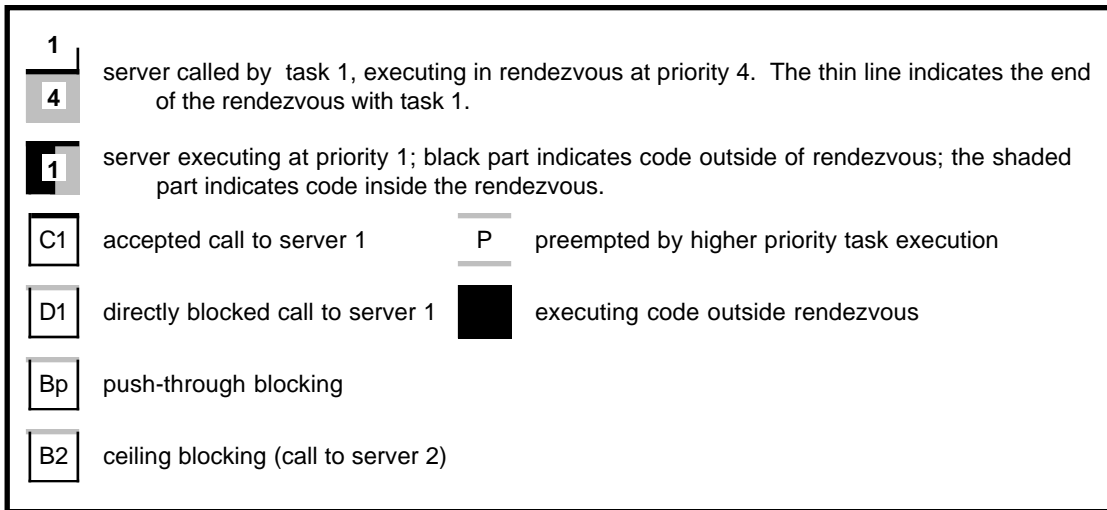 1
server called by task 1, executing in rendezvous at priority 4. The thin line indicates the end
4
of the rendezvous with task 1.
server executing at priority 1; black part indicates code outside of rendezvous; the shaded
1
part indicates code inside the rendezvous.
C1 accepted call to server 1 P preempted by higher priority task execution
D1 directly blocked call to server 1 executing code outside rendezvous
Bp push-through blocking
B2 ceiling blocking (call to server 2)